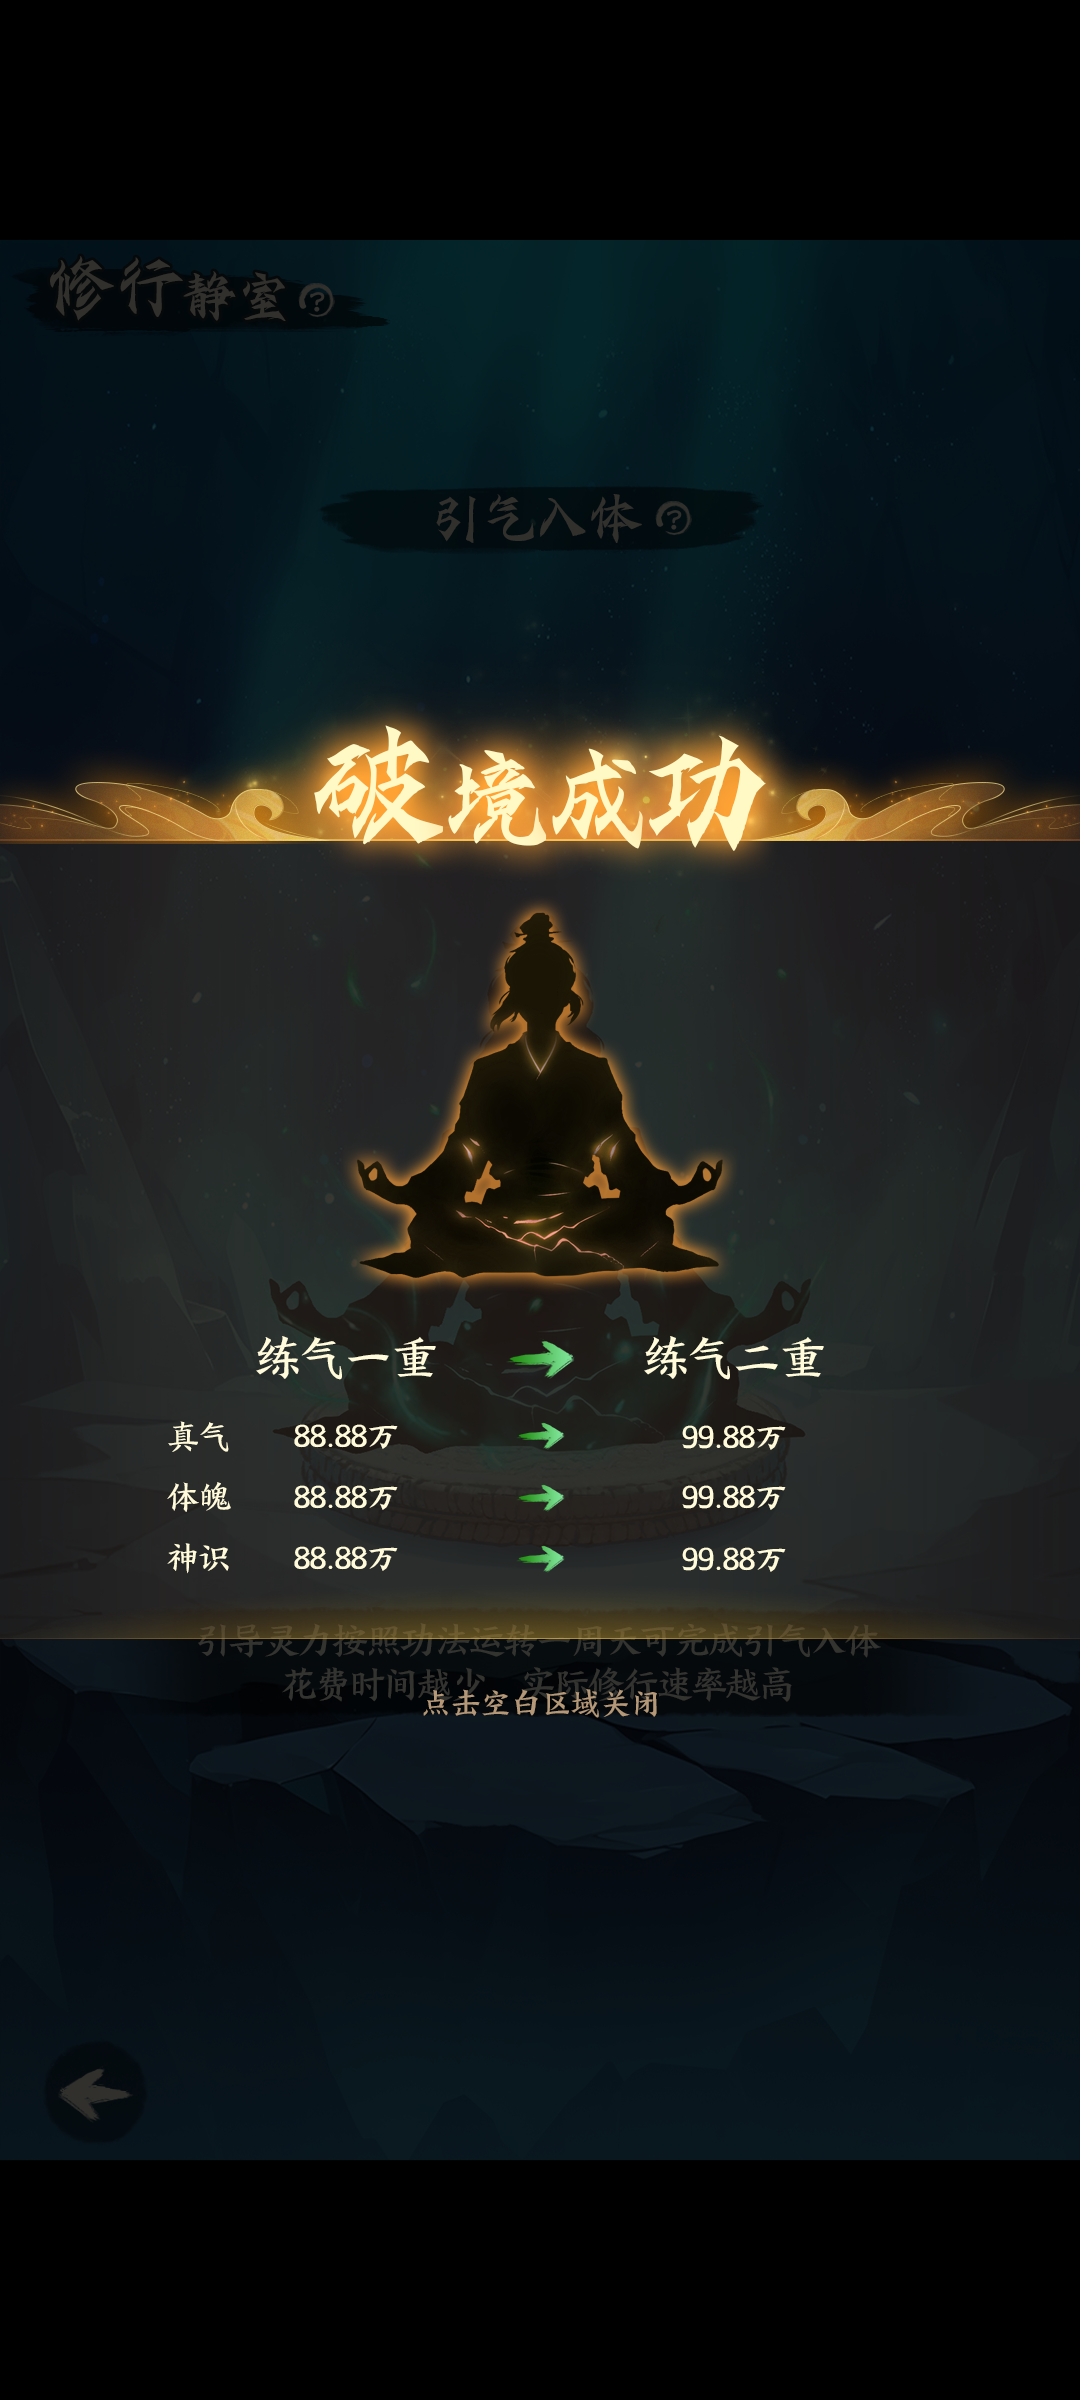 修行静室?
引气入体?
破境成功
练气一重 练气二重
真气 88.88万 99.88万
体魄 88.88万 99.88万
神识 88.88万 99.88万
引导灵力按照功法运转一周天可完成引气入体
花费时间越少，实际修行速率越高
点击空白区域关闭